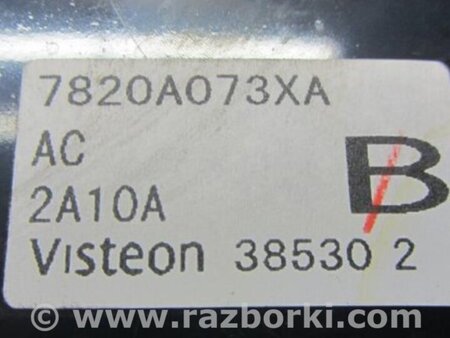 7820A073XA
AC
2A10A
B
Visteon 38530 2
© www.razborki.com